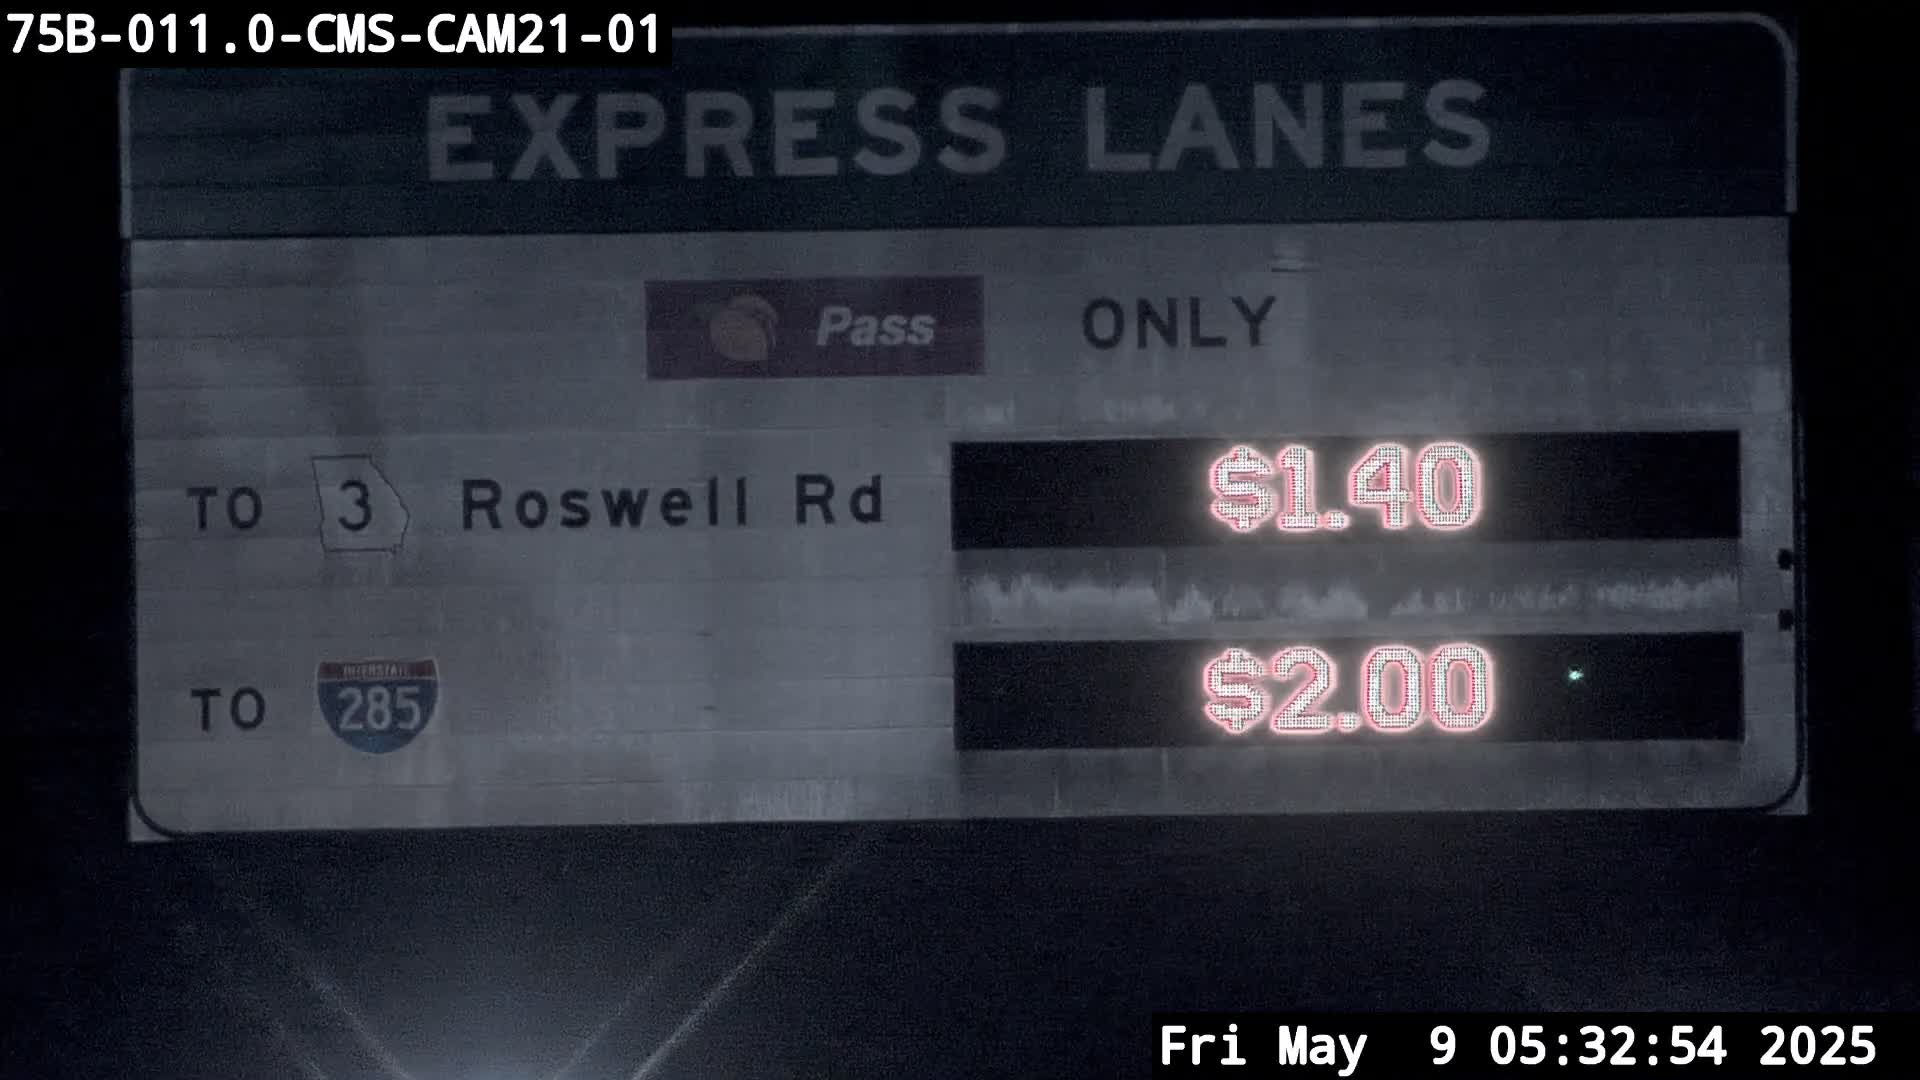 75B-011.0-CMS-CAM21-01
EXPRESS LANES
Pass ONLY
TO 3 Roswell Rd $1.40
TO INTERSTATE 285 $2.00
Fri May 9 05:32:54 2025